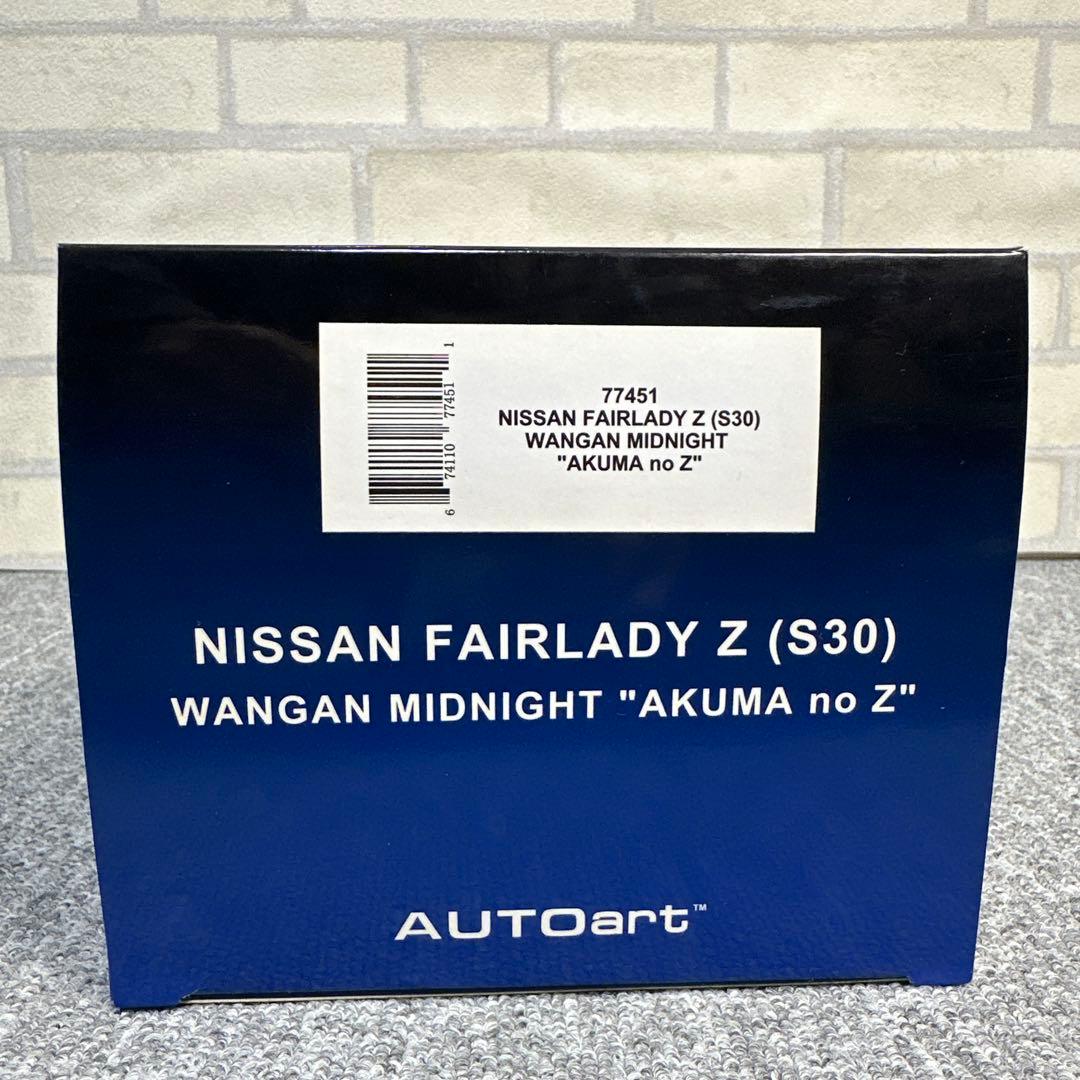 6 74110 77451 1
77451
NISSAN FAIRLADY Z (S30)
WANGAN MIDNIGHT
"AKUMA no Z"
NISSAN FAIRLADY Z (S30)
WANGAN MIDNIGHT "AKUMA no Z"
AUTOart™